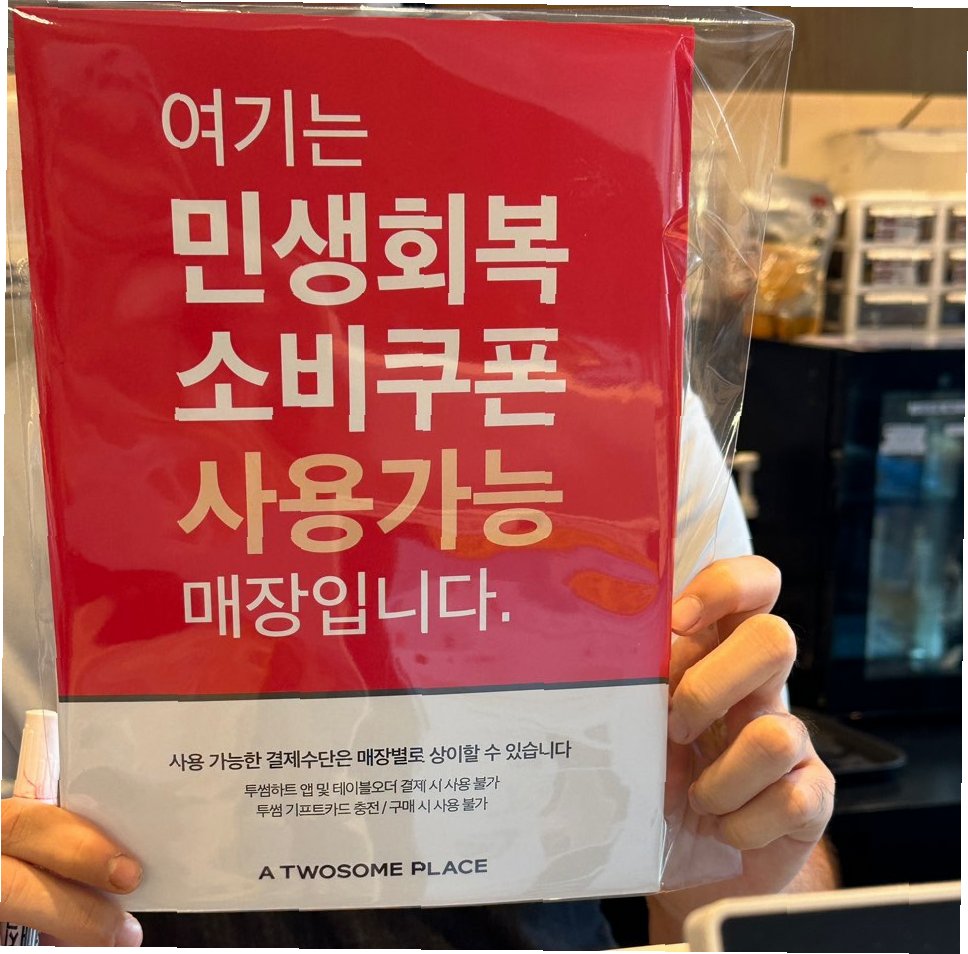 여기는
민생회복
소비쿠폰
사용가능
매장입니다.
사용 가능한 결제수단은 매장별로 상이할 수 있습니다
투썸하트 앱 및 테이블오더 결제 시 사용 불가
투썸 기프트카드 충전 / 구매 시 사용 불가
A TWOSOME PLACE